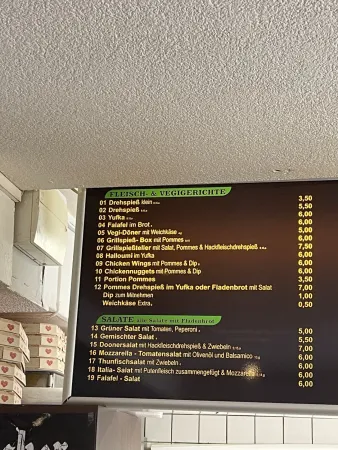 FLEISCH- & VEGIGERICHTE
01 Drehspieß klein 3,50
02 Drehspieß 5,50
03 Yufka 6,00
04 Falafel im Brot 6,00
05 Vegi-Döner mit Weichkäse 5,00
06 Grillspieß- Box mit Pommes 6,00
07 Grillspießteller mit Salat, Pommes & Hackfleischdrehspieß 7,50
08 Halloumi im Yufka 6,00
09 Chicken Wings mit Pommes & Dip 6,00
10 Chickennuggets mit Pommes & Dip 6,00
11 Portion Pommes 3,50
12 Pommes Drehspieß im Yufka oder Fladenbrot mit Salat 7,00
Dip zum Mitnehmen 1,00
Weichkäse Extra 0,50
SALATE alle Salate mit Fladenbrot
13 Grüner Salat mit Tomaten, Peperoni 5,00
14 Gemischter Salat 5,50
15 Doonersalat mit Hackfleischdrehspieß & Zwiebeln 7,00
16 Mozzarella - Tomatensalat mit Olivenöl und Balsamico 6,00
17 Thunfischsalat mit Zwiebeln 6,00
18 Italia- Salat mit Putenfleisch zusammengefügt & Mozzarella 6,00
19 Falafel - Salat 6,00